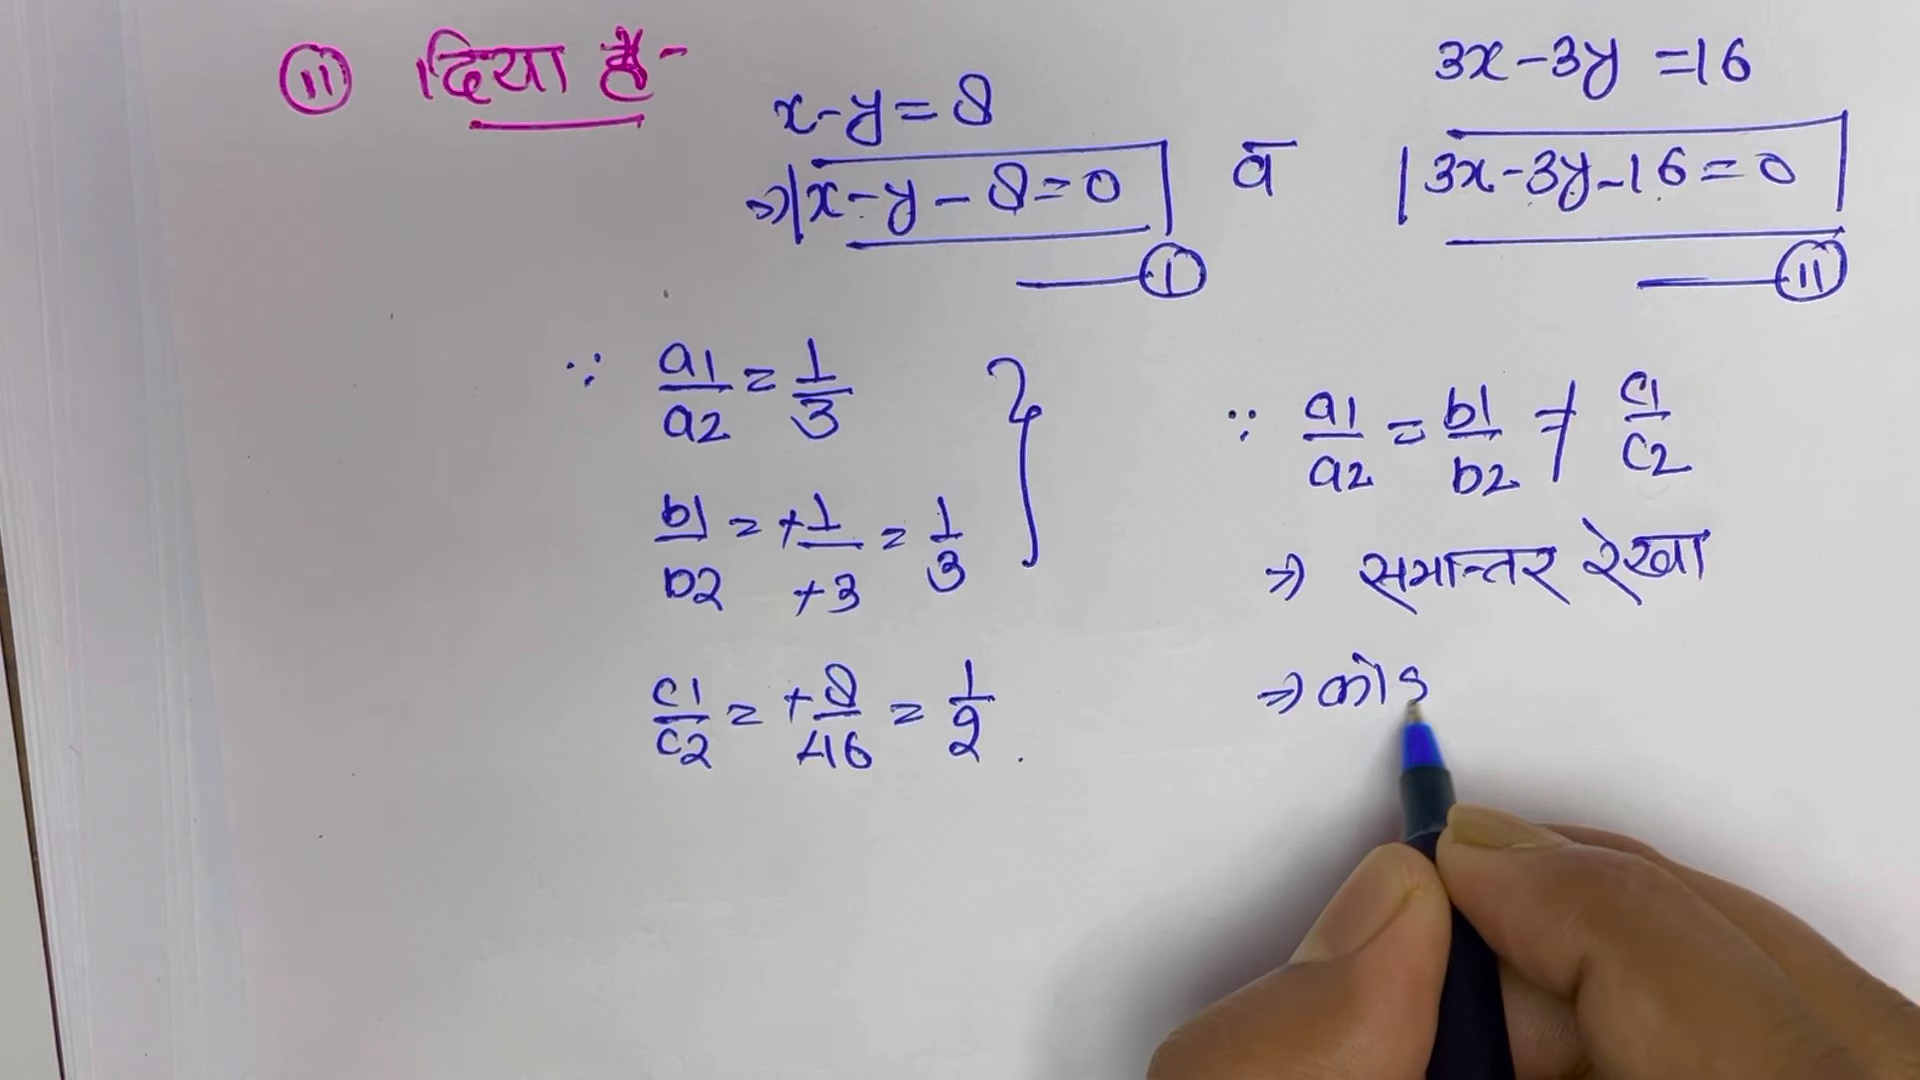 (ii) दिया है-
x-y=8
3x-3y=16
⇒ x-y-8=0
व
3x-3y-16=0
(i)
(ii)
∵ a1/a2 = 1/3
∵ a1/a2 = b1/b2 ≠ c1/c2
b1/b2 = +1/+3 = 1/3
⇒ समान्तर रेखा
c1/c2 = +8/+16 = 1/2
⇒ को